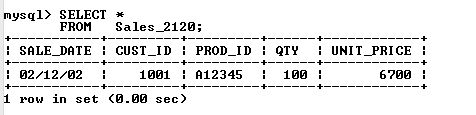 mysql> SELECT *
FROM Sales_2120;
+-----------+---------+---------+------+------------+
| SALE_DATE | CUST_ID | PROD_ID | QTY | UNIT_PRICE |
+-----------+---------+---------+------+------------+
| 02/12/02 | 1001 | A12345 | 100 | 6700 |
+-----------+---------+---------+------+------------+
1 row in set (0.00 sec)